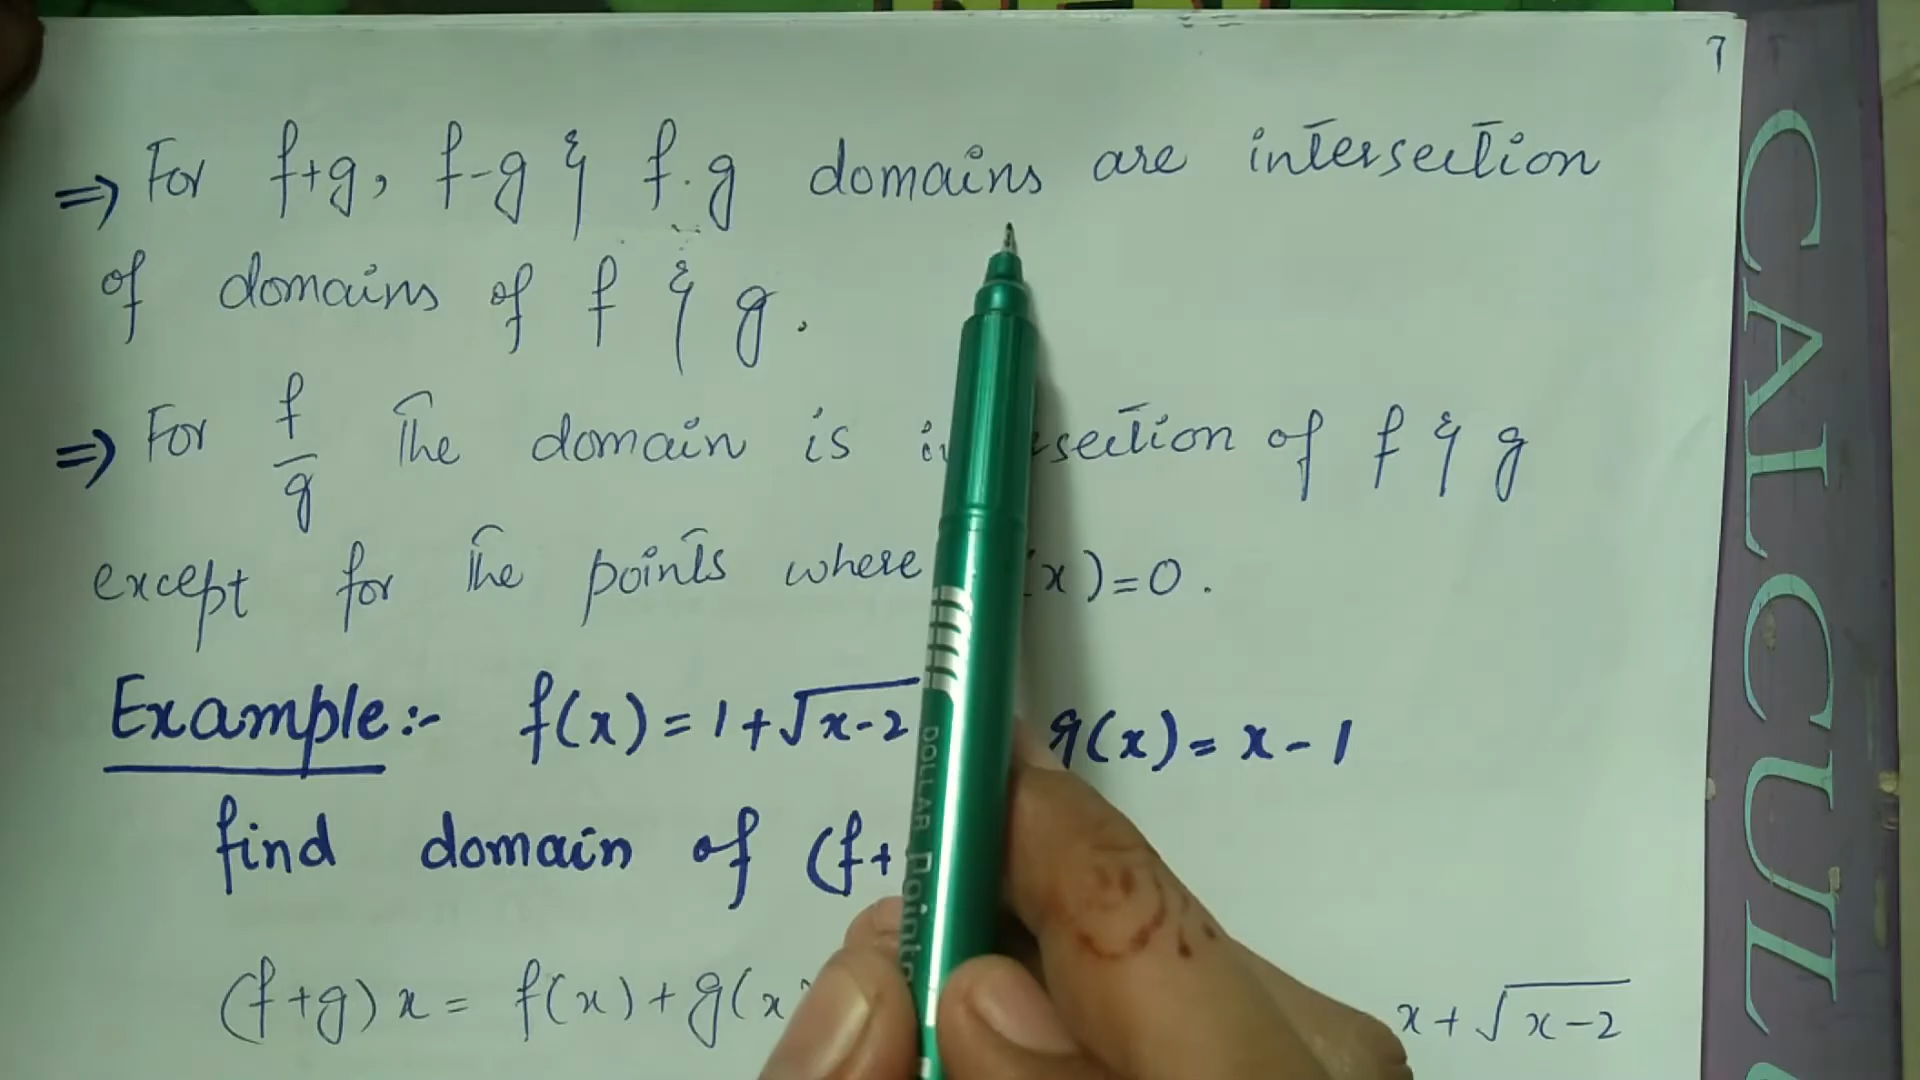 7
⇒ For f+g, f-g & f.g domains are intersection
of domains of f & g.
⇒ For f/g The domain is section of f & g
except for The points where (x)=0.
Example:- f(x)=1+√x-2 g(x)=x-1
find domain of (f+
(f+g)x = f(x)+g(x) x+√x-2
DOLLAR Pointe
CALCUL